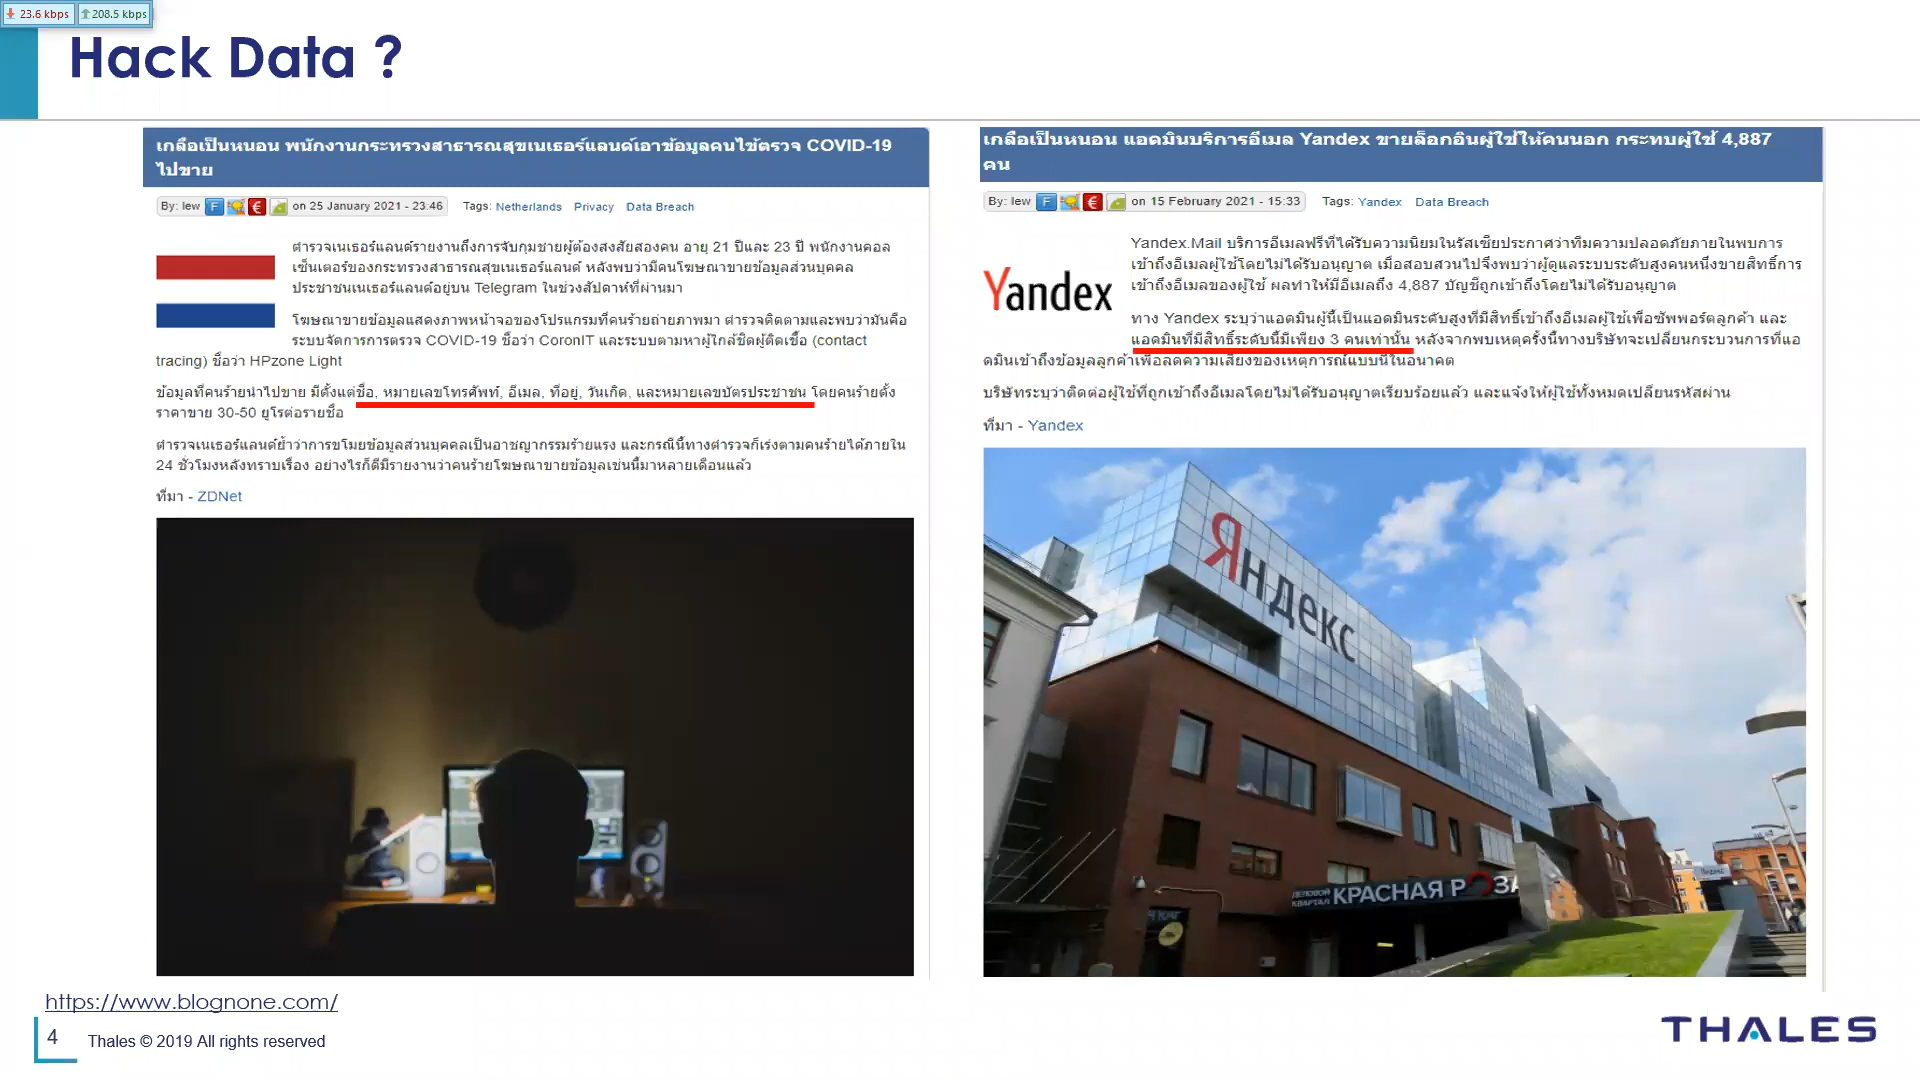 23.6 kbps 208.5 kbps
Hack Data ?
เกลือเป็นหนอน พนักงานกระทรวงสาธารณสุขเนเธอร์แลนด์เอาข้อมูลคนไข้ตรวจ COVID-19
ไปขาย
By: lew on 25 January 2021 - 23:46 Tags: Netherlands Privacy Data Breach
ตำรวจเนเธอร์แลนด์รายงานถึงการจับกุมชายผู้ต้องสงสัยสองคน อายุ 21 ปีและ 23 ปี พนักงานคอล
เซ็นเตอร์ของกระทรวงสาธารณสุขเนเธอร์แลนด์ หลังพบว่ามีคนโฆษณาขายข้อมูลส่วนบุคคล
ประชาชนเนเธอร์แลนด์อยู่บน Telegram ในช่วงสัปดาห์ที่ผ่านมา
โฆษณาขายข้อมูลแสดงภาพหน้าจอของโปรแกรมที่คนร้ายถ่ายภาพมา ตำรวจติดตามและพบว่ามันคือ
ระบบจัดการการตรวจ COVID-19 ชื่อว่า CoronIT และระบบตามหาผู้ใกล้ชิดผู้ติดเชื้อ (contact
tracing) ชื่อว่า HPzone Light
ข้อมูลที่คนร้ายนำไปขาย มีตั้งแต่ชื่อ, หมายเลขโทรศัพท์, อีเมล, ที่อยู่, วันเกิด, และหมายเลขบัตรประชาชน โดยคนร้ายตั้ง
ราคาขาย 30-50 ยูโรต่อรายชื่อ
ตำรวจเนเธอร์แลนด์ย้ำว่าการขโมยข้อมูลส่วนบุคคลเป็นอาชญากรรมร้ายแรง และกรณีนี้ทางตำรวจก็เร่งตามคนร้ายได้ภายใน
24 ชั่วโมงหลังทราบเรื่อง อย่างไรก็ดีมีรายงานว่าคนร้ายโฆษณาขายข้อมูลเช่นนี้มาหลายเดือนแล้ว
ที่มา - ZDNet
เกลือเป็นหนอน แอดมินบริการอีเมล Yandex ขายล็อกอินผู้ใช้ให้คนนอก กระทบผู้ใช้ 4,887
คน
By: lew on 15 February 2021 - 15:33 Tags: Yandex Data Breach
Yandex
Yandex.Mail บริการอีเมลฟรีที่ได้รับความนิยมในรัสเซียประกาศว่าทีมความปลอดภัยภายในพบการ
เข้าถึงอีเมลผู้ใช้โดยไม่ได้รับอนุญาต เมื่อสอบสวนไปจึงพบว่าผู้ดูแลระบบระดับสูงคนหนึ่งขายสิทธิ์การ
เข้าถึงอีเมลของผู้ใช้ ผลทำให้มีอีเมลถึง 4,887 บัญชีถูกเข้าถึงโดยไม่ได้รับอนุญาต
ทาง Yandex ระบุว่าแอดมินผู้นี้เป็นแอดมินระดับสูงที่มีสิทธิ์เข้าถึงอีเมลผู้ใช้เพื่อซัพพอร์ตลูกค้า และ
แอดมินที่มีสิทธิ์ระดับนี้มีเพียง 3 คนเท่านั้น หลังจากพบเหตุครั้งนี้ทางบริษัทจะเปลี่ยนกระบวนการที่แอ
ดมินเข้าถึงข้อมูลลูกค้าเพื่อลดความเสี่ยงของเหตุการณ์แบบนี้ในอนาคต
บริษัทระบุว่าติดต่อผู้ใช้ที่ถูกเข้าถึงอีเมลโดยไม่ได้รับอนุญาตเรียบร้อยแล้ว และแจ้งให้ผู้ใช้ทั้งหมดเปลี่ยนรหัสผ่าน
ที่มา - Yandex
Яндекс
ДЕЛОВОЙ
КВАРТАЛ КРАСНАЯ РОЗА
https://www.blognone.com/
4 Thales © 2019 All rights reserved
THALES